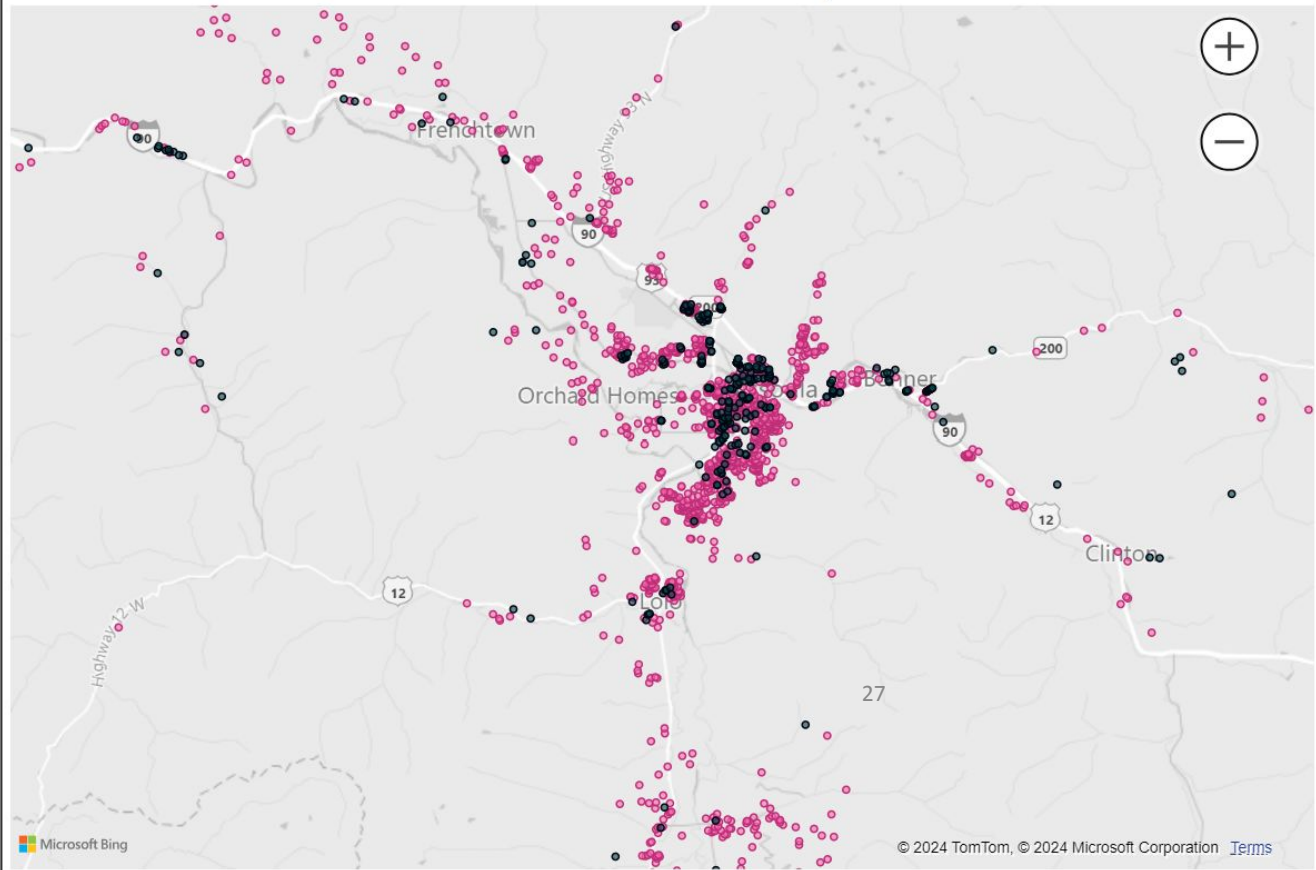 90
Frenchtown
Highway 93 N
90
93
200
200
Orchard Homes
Bonner
90
12
Clinton
12
Lolo
Highway 12 W
27
Microsoft Bing
© 2024 TomTom, © 2024 Microsoft Corporation Terms